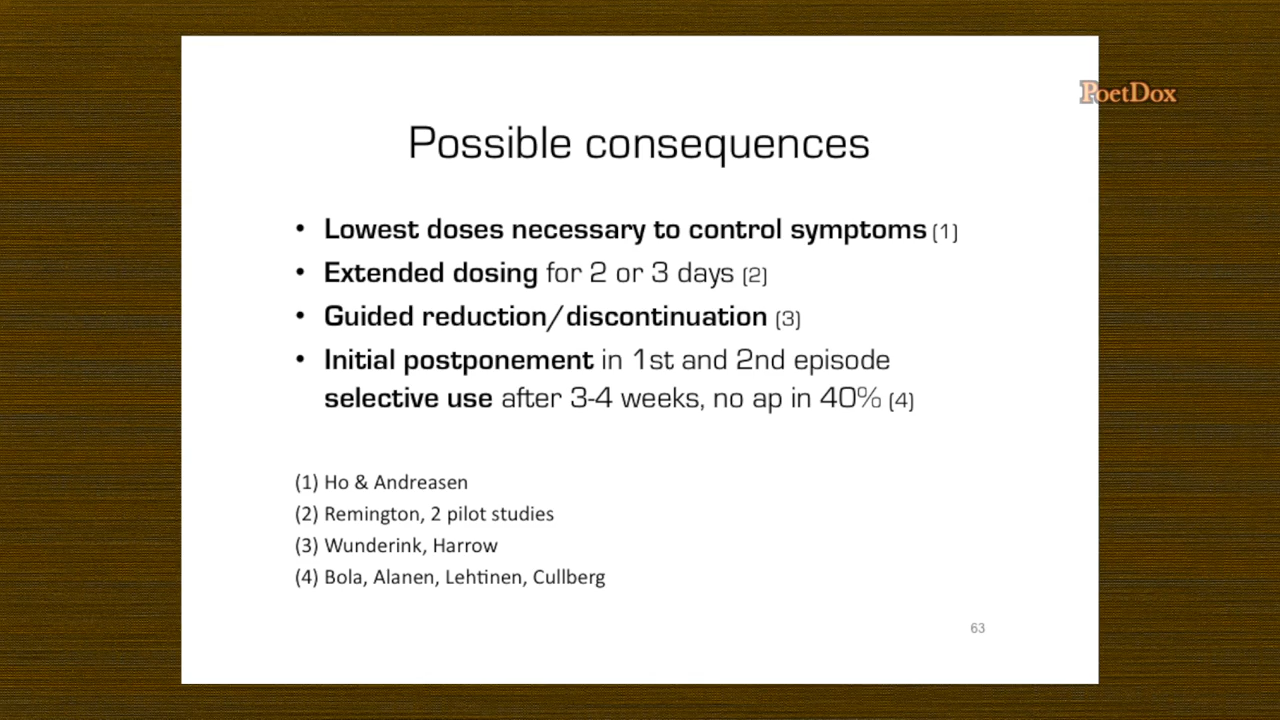 PoetDox
Possible consequences
• Lowest doses necessary to control symptoms (1)
• Extended dosing for 2 or 3 days (2)
• Guided reduction/discontinuation (3)
• Initial postponement in 1st and 2nd episode
selective use after 3-4 weeks, no ap in 40% (4)
(1) Ho & Andreasen
(2) Remington, 2 pilot studies
(3) Wunderink, Harrow
(4) Bola, Alanen, Lehtinen, Cullberg
63